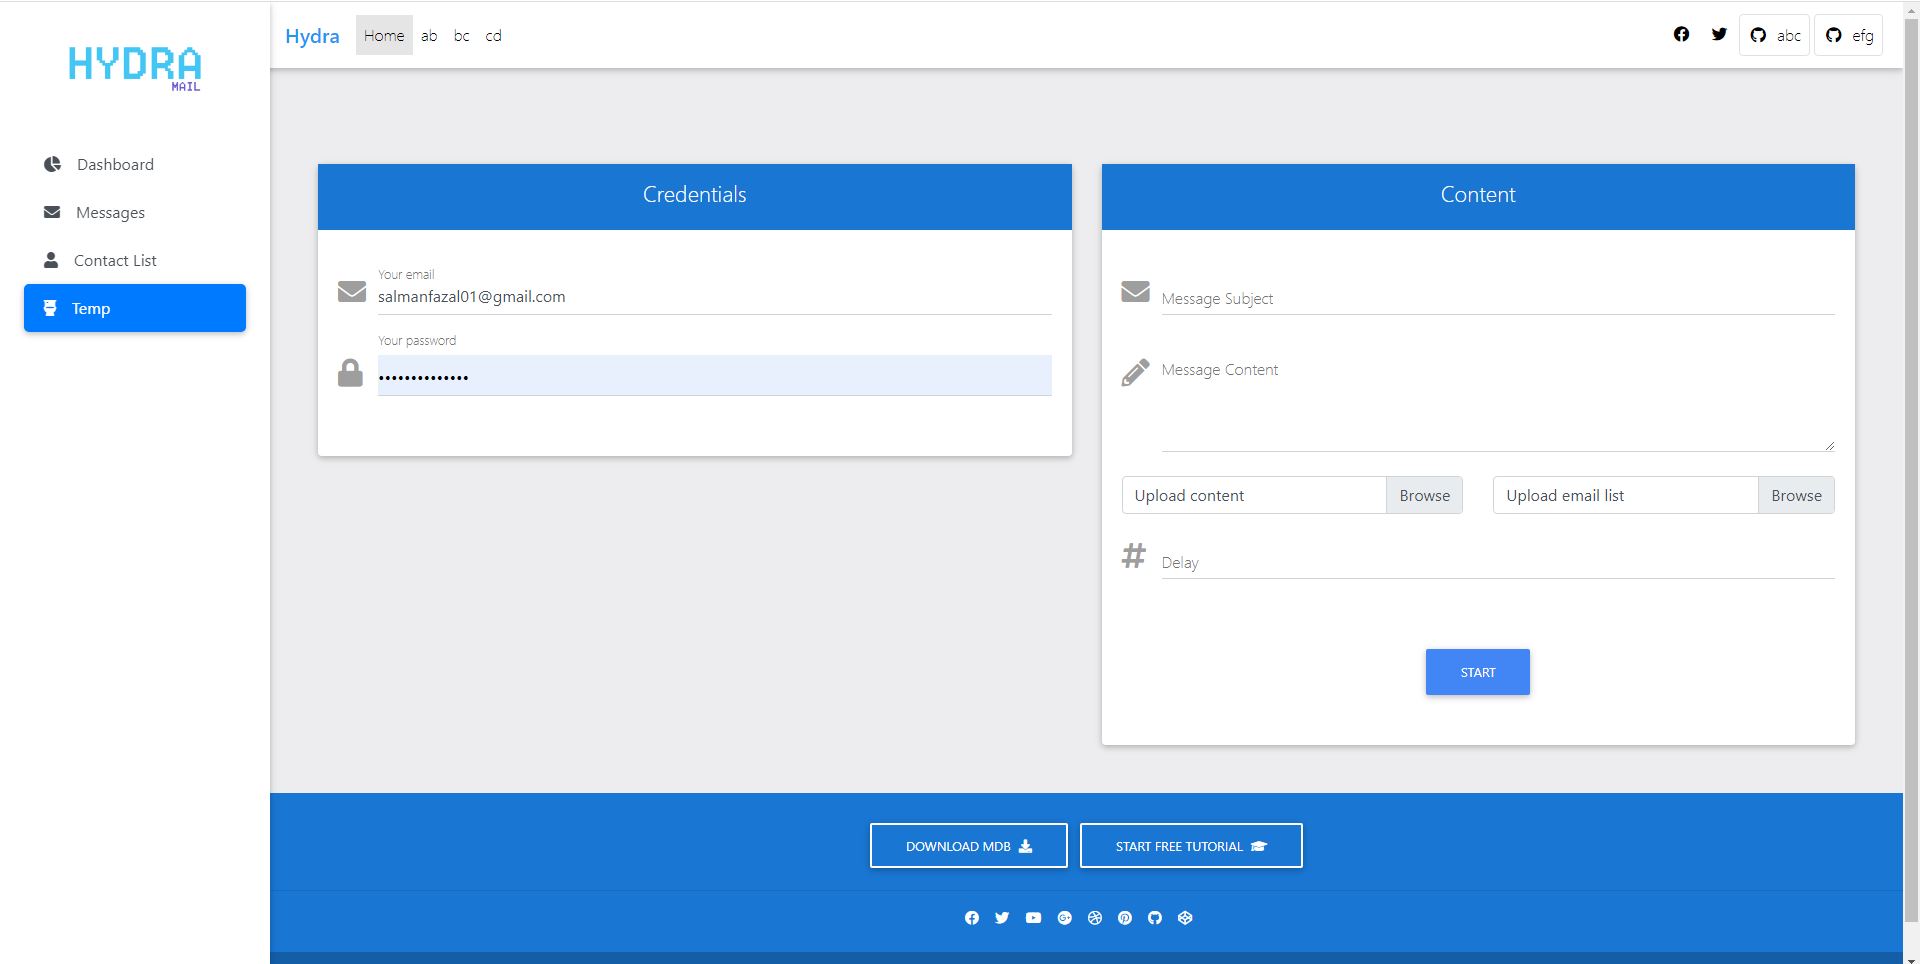 HYDRA
MAIL
Dashboard
Messages
Contact List
Temp
Hydra Home ab bc cd
abc efg
Credentials
Your email
salmanfazal01@gmail.com
Your password
••••••••••••••
Content
Message Subject
Message Content
Upload content Browse Upload email list Browse
# Delay
START
DOWNLOAD MDB START FREE TUTORIAL